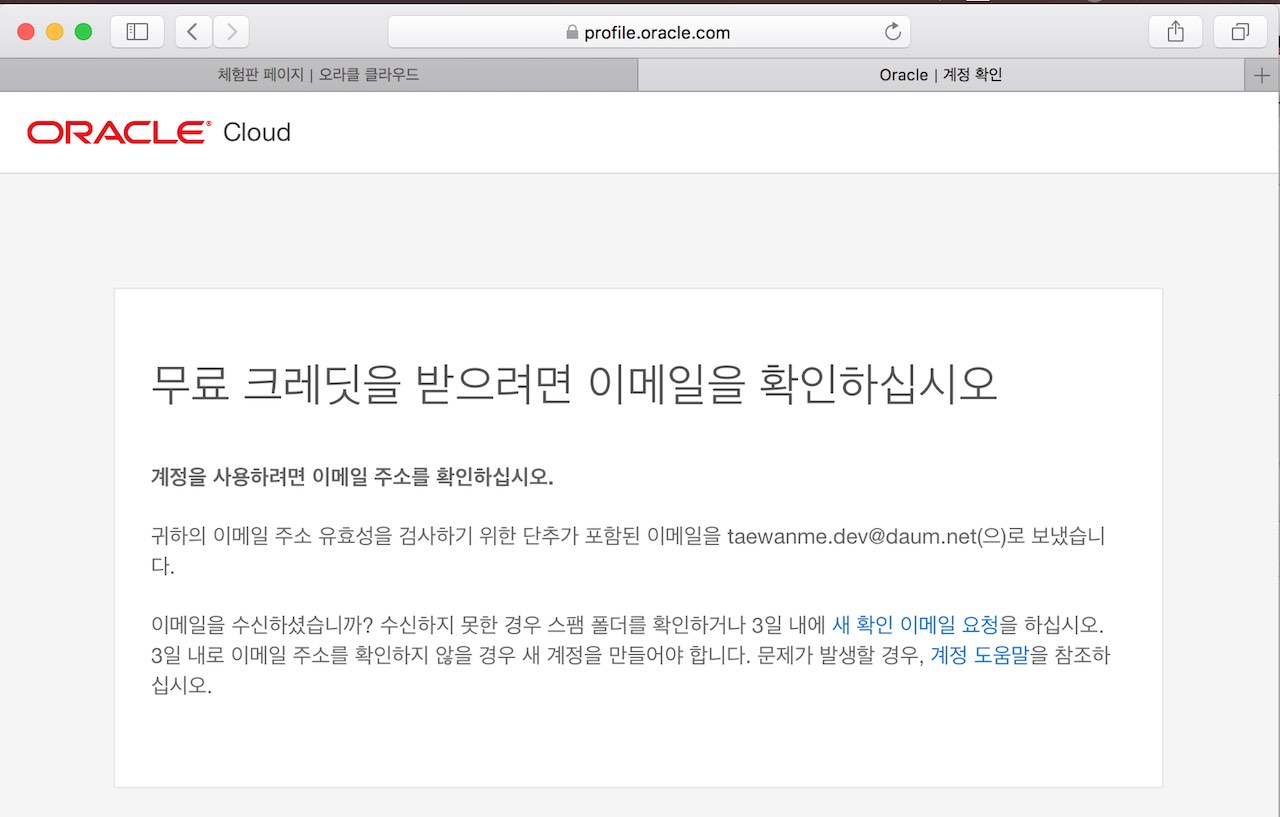 profile.oracle.com
체험판 페이지 | 오라클 클라우드
Oracle | 계정 확인
ORACLE® Cloud
무료 크레딧을 받으려면 이메일을 확인하십시오
계정을 사용하려면 이메일 주소를 확인하십시오.
귀하의 이메일 주소 유효성을 검사하기 위한 단추가 포함된 이메일을 taewanme.dev@daum.net(으)로 보냈습니
다.
이메일을 수신하셨습니까? 수신하지 못한 경우 스팸 폴더를 확인하거나 3일 내에 새 확인 이메일 요청을 하십시오.
3일 내로 이메일 주소를 확인하지 않을 경우 새 계정을 만들어야 합니다. 문제가 발생할 경우, 계정 도움말을 참조하
십시오.